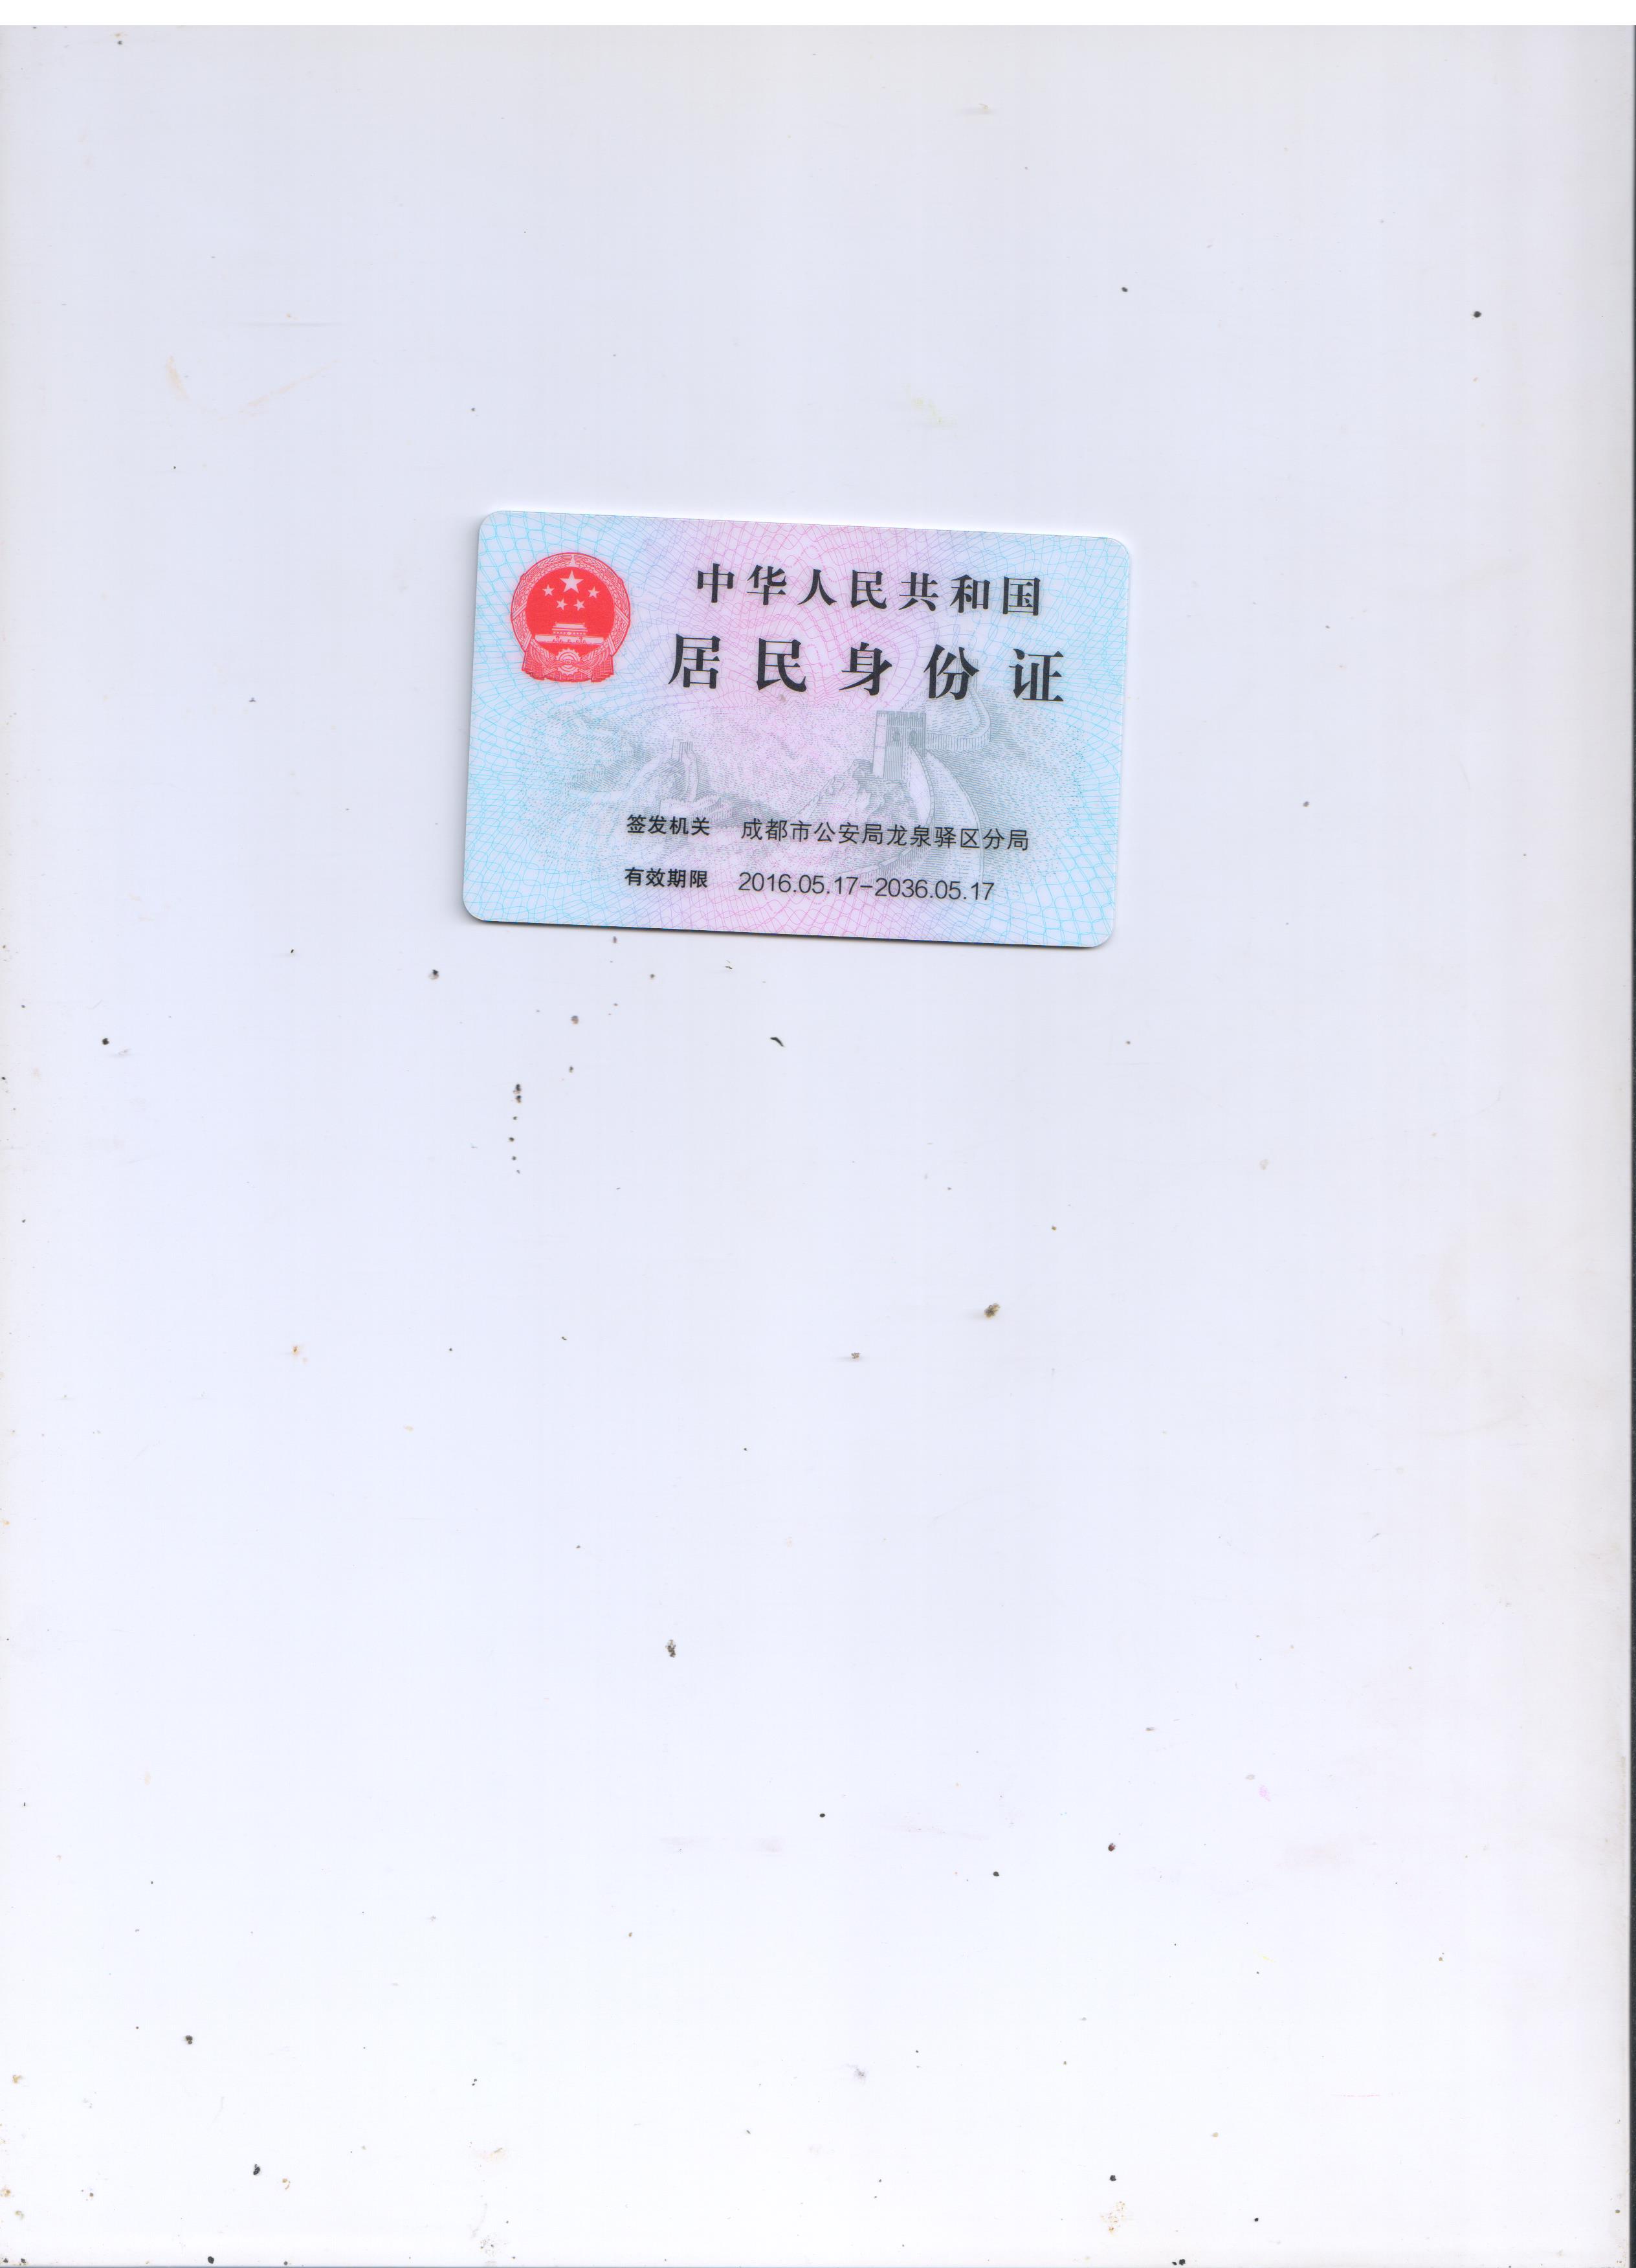 中华人民共和国
居民身份证
签发机关 成都市公安局龙泉驿区分局
有效期限 2016.05.17-2036.05.17